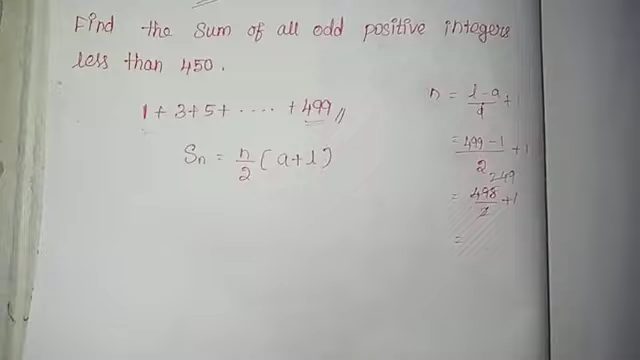 Find the Sum of all odd positive integers
less than 450.
1 + 3 + 5 + ..... + 499 //
Sn = n/2 ( a + l )
n = l - a / d + 1
= 499 - 1 / 2 + 1
249
= 498 / 2 + 1
=